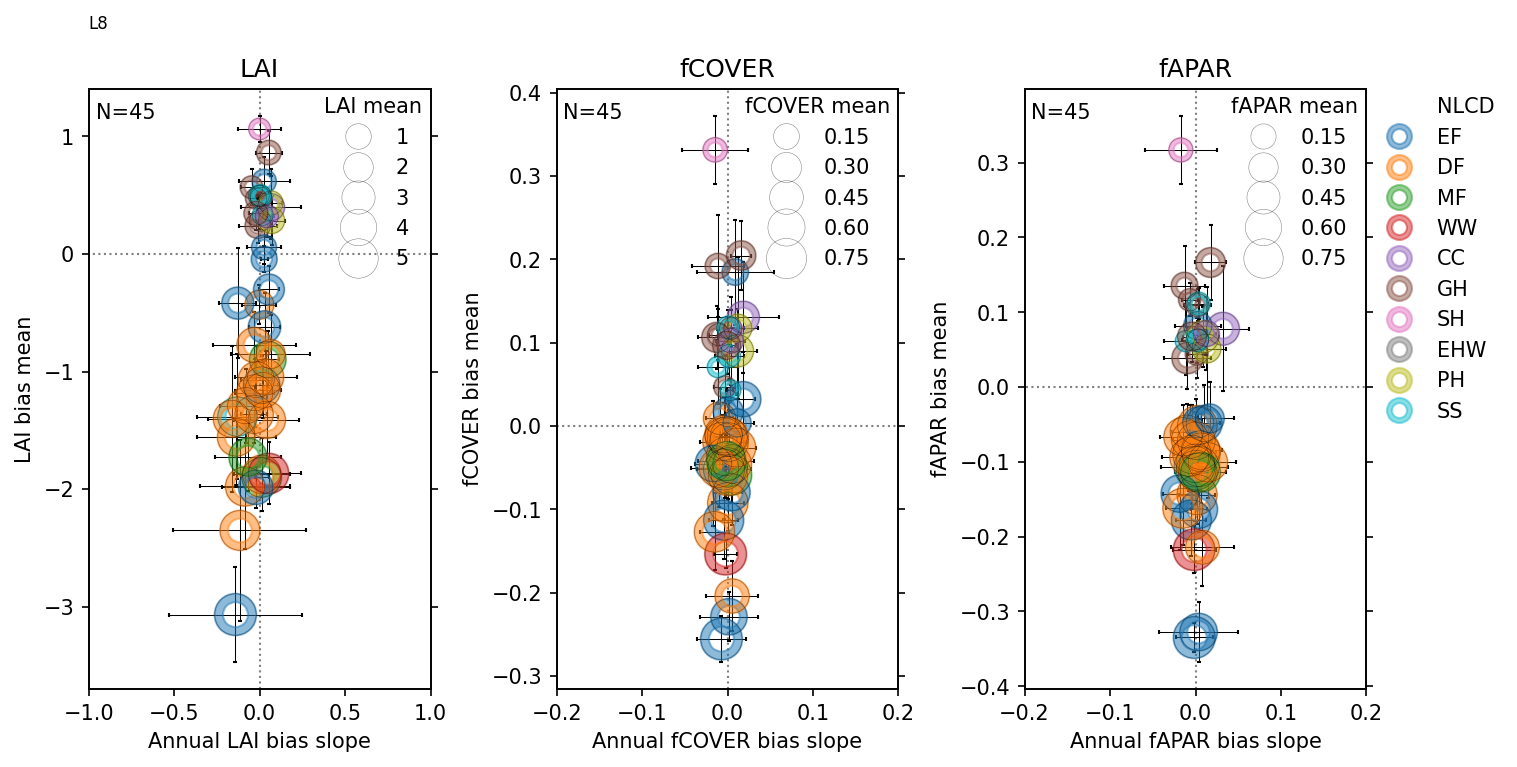 L8
LAI
fCOVER
fAPAR
N=45
LAI mean
1
2
3
4
5
1
0
−1
−2
−3
LAI bias mean
−1.0
−0.5
0.0
0.5
1.0
Annual LAI bias slope
N=45
fCOVER mean
0.15
0.30
0.45
0.60
0.75
0.4
0.3
0.2
0.1
0.0
−0.1
−0.2
−0.3
fCOVER bias mean
−0.2
−0.1
0.0
0.1
0.2
Annual fCOVER bias slope
N=45
fAPAR mean
0.15
0.30
0.45
0.60
0.75
0.3
0.2
0.1
0.0
−0.1
−0.2
−0.3
−0.4
fAPAR bias mean
−0.2
−0.1
0.0
0.1
0.2
Annual fAPAR bias slope
NLCD
EF
DF
MF
WW
CC
GH
SH
EHW
PH
SS